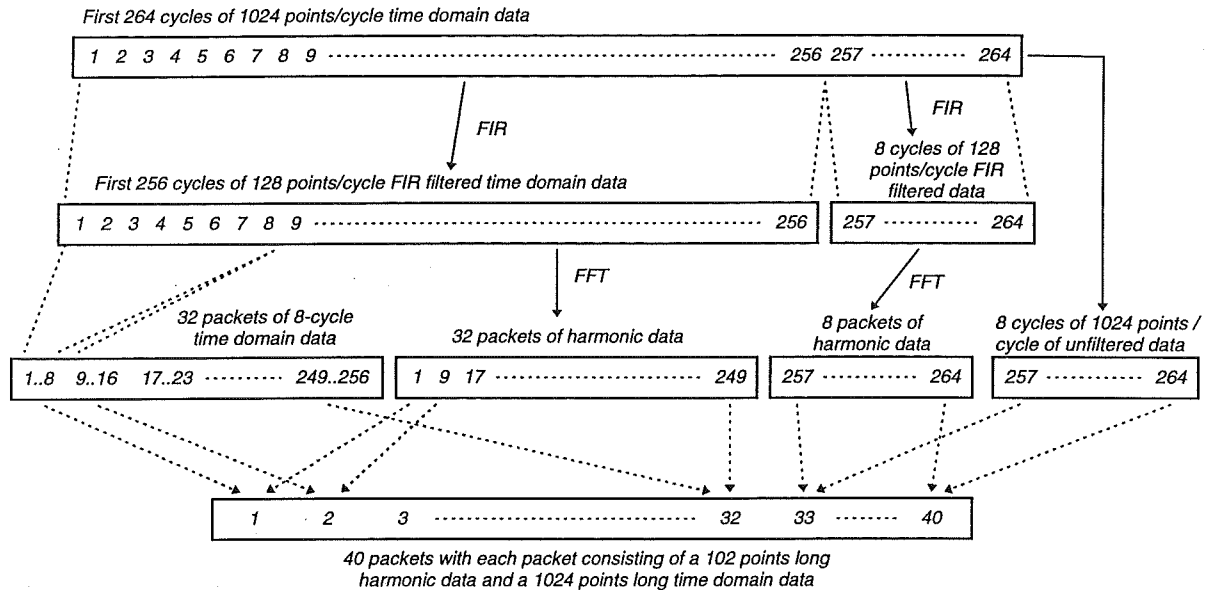 First 264 cycles of 1024 points/cycle time domain data
1 2 3 4 5 6 7 8 9 ........ 256 257 ........ 264
FIR
FIR
8 cycles of 128
points/cycle FIR
filtered data
First 256 cycles of 128 points/cycle FIR filtered time domain data
1 2 3 4 5 6 7 8 9 ........ 256
257 ........ 264
FFT
FFT
32 packets of 8-cycle
time domain data
32 packets of harmonic data
8 packets of
harmonic data
8 cycles of 1024 points /
cycle of unfiltered data
1..8 9..16 17..23 ........ 249..256
1 9 17 ........ 249
257 ........ 264
257 ........ 264
1 2 3 ........ 32 33 ........ 40
40 packets with each packet consisting of a 102 points long
harmonic data and a 1024 points long time domain data